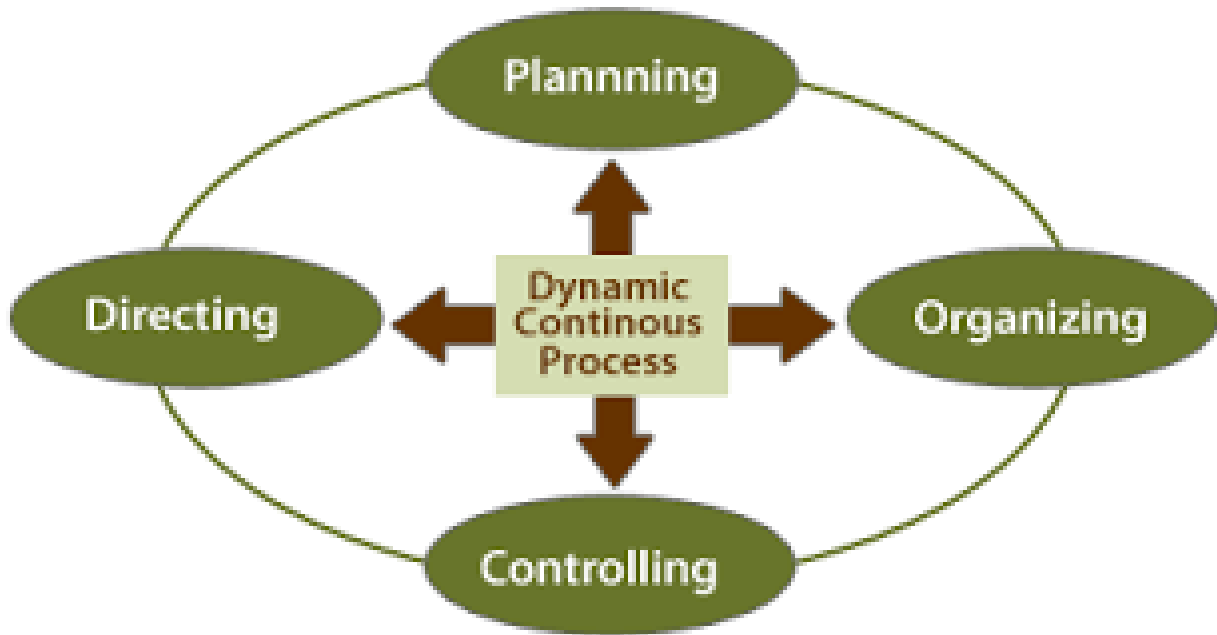 Plannning
Directing
Dynamic
Continous
Process
Organizing
Controlling